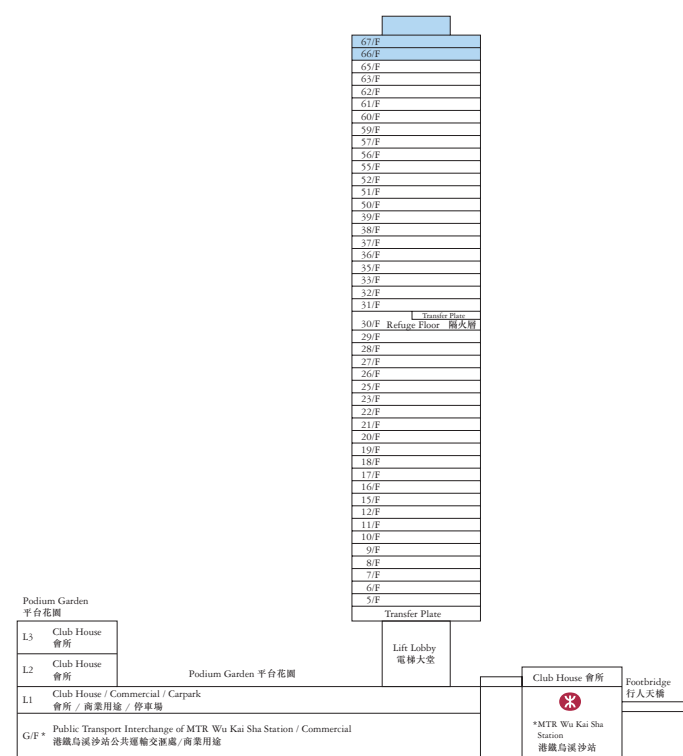 67/F
66/F
65/F
63/F
62/F
61/F
60/F
59/F
57/F
56/F
55/F
52/F
51/F
50/F
39/F
38/F
37/F
36/F
35/F
33/F
32/F
31/F
Transfer Plate
30/F Refuge Floor 隔火層
29/F
28/F
27/F
26/F
25/F
23/F
22/F
21/F
20/F
19/F
18/F
17/F
16/F
15/F
12/F
11/F
10/F
9/F
8/F
7/F
6/F
5/F
Transfer Plate
Podium Garden
平台花園
L3 Club House
會所
Lift Lobby
電梯大堂
L2 Club House
會所
Podium Garden 平台花園
Club House 會所
Footbridge
行人天橋
L1 Club House / Commercial / Carpark
會所 / 商業用途 / 停車場
G/F * Public Transport Interchange of MTR Wu Kai Sha Station / Commercial
港鐵烏溪沙站公共運輸交滙處/商業用途
*MTR Wu Kai Sha
Station
港鐵烏溪沙站